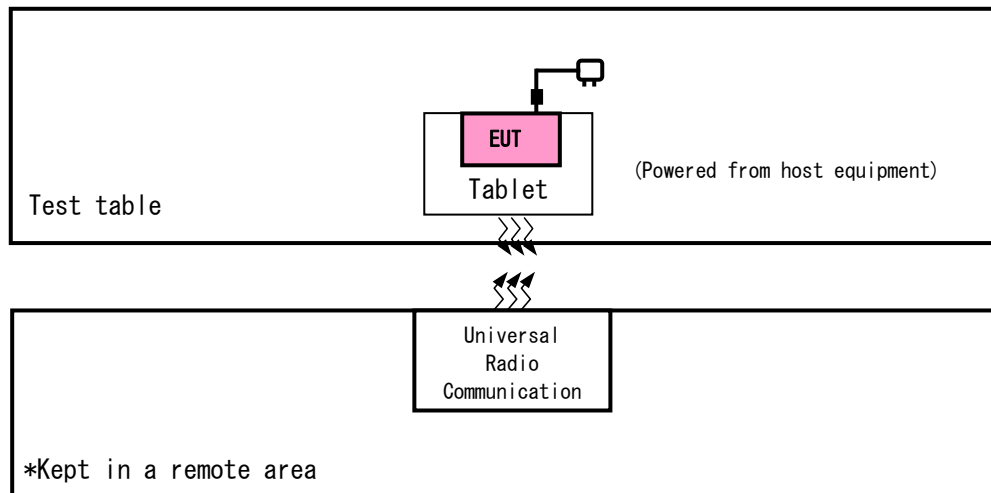 EUT
Tablet
(Powered from host equipment)
Test table
Universal
Radio
Communication
*Kept in a remote area